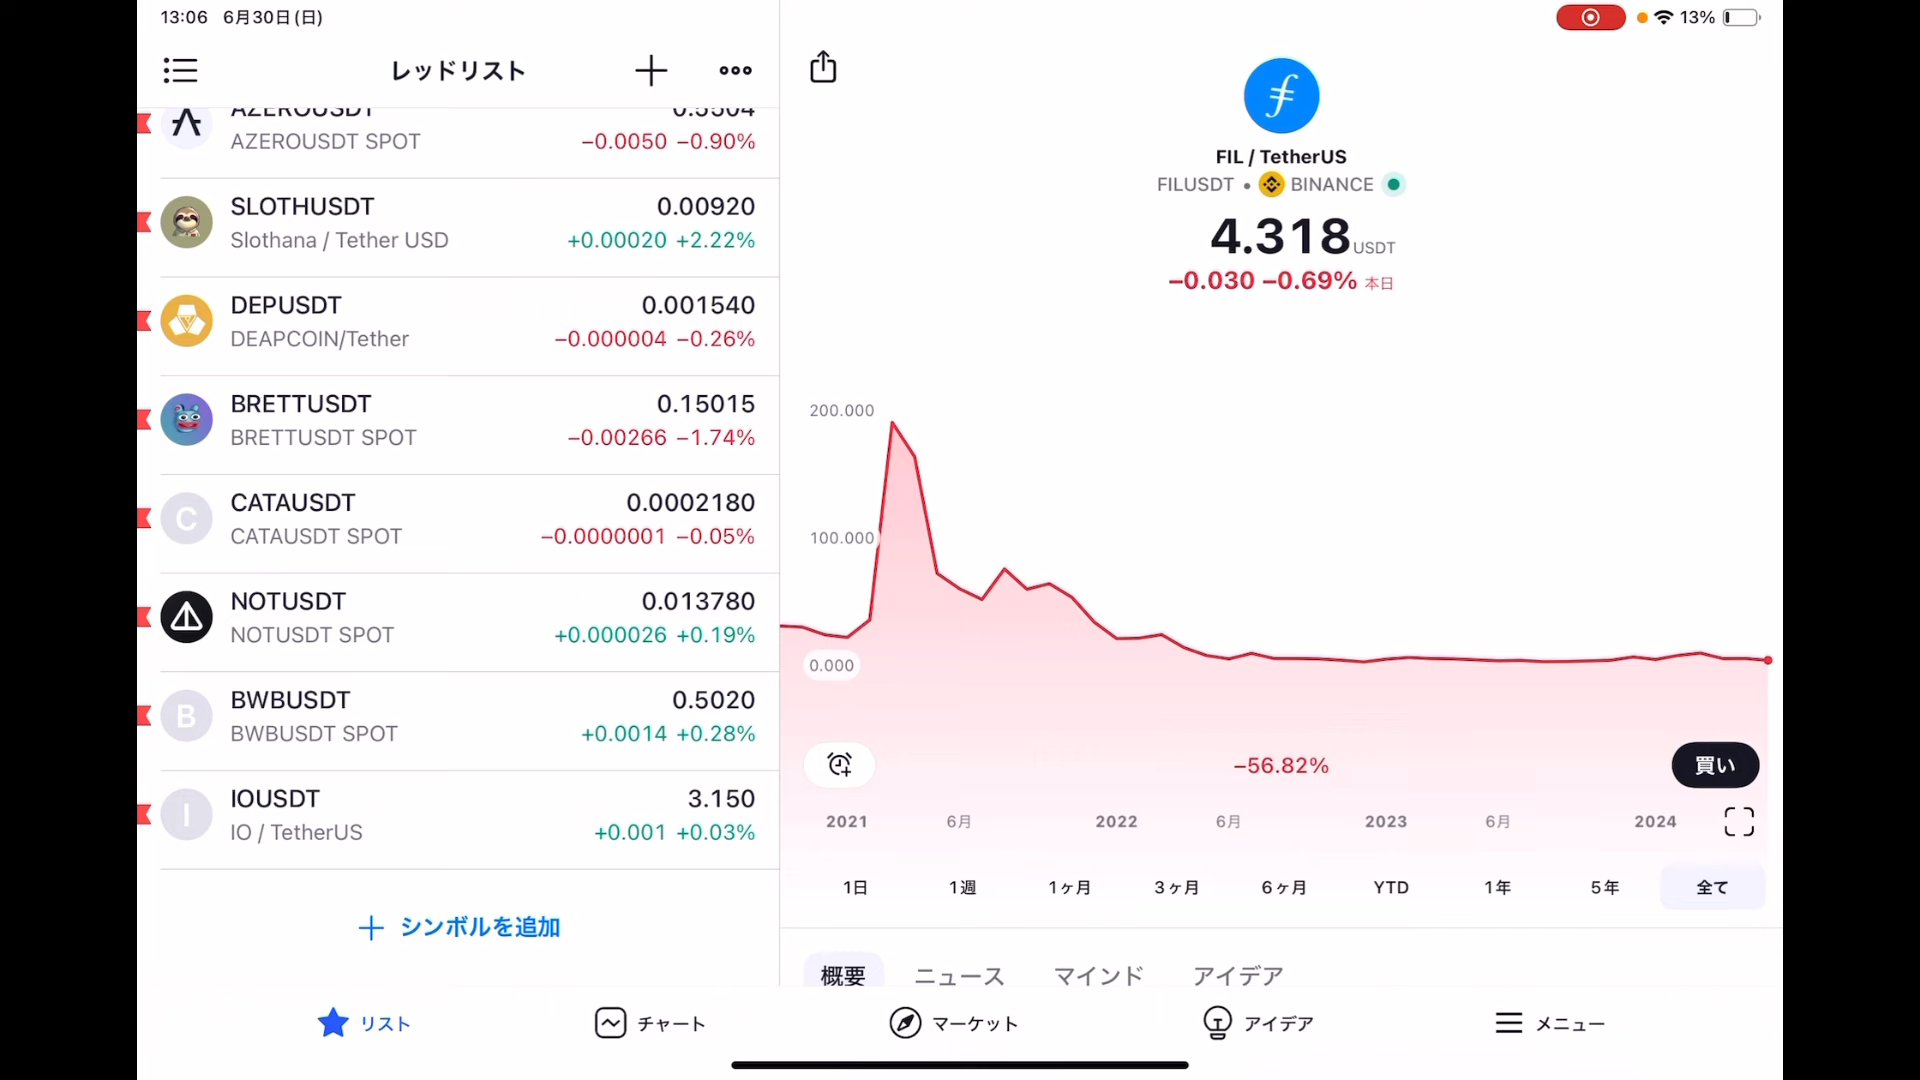 13:06 6月30日(日)
13%
レッドリスト
AZEROUSDT 0.5504
AZEROUSDT SPOT −0.0050 −0.90%
SLOTHUSDT 0.00920
Slothana / Tether USD +0.00020 +2.22%
DEPUSDT 0.001540
DEAPCOIN/Tether −0.000004 −0.26%
BRETTUSDT 0.15015
BRETTUSDT SPOT −0.00266 −1.74%
C
CATAUSDT 0.0002180
CATAUSDT SPOT −0.0000001 −0.05%
NOTUSDT 0.013780
NOTUSDT SPOT +0.000026 +0.19%
B
BWBUSDT 0.5020
BWBUSDT SPOT +0.0014 +0.28%
I
IOUSDT 3.150
IO / TetherUS +0.001 +0.03%
シンボルを追加
FIL / TetherUS
FILUSDT • BINANCE
4.318 USDT
−0.030 −0.69% 本日
200.000
100.000
0.000
−56.82%
買い
2021 6月 2022 6月 2023 6月 2024
1日 1週 1ヶ月 3ヶ月 6ヶ月 YTD 1年 5年 全て
概要 ニュース マインド アイデア
リスト チャート マーケット アイデア メニュー